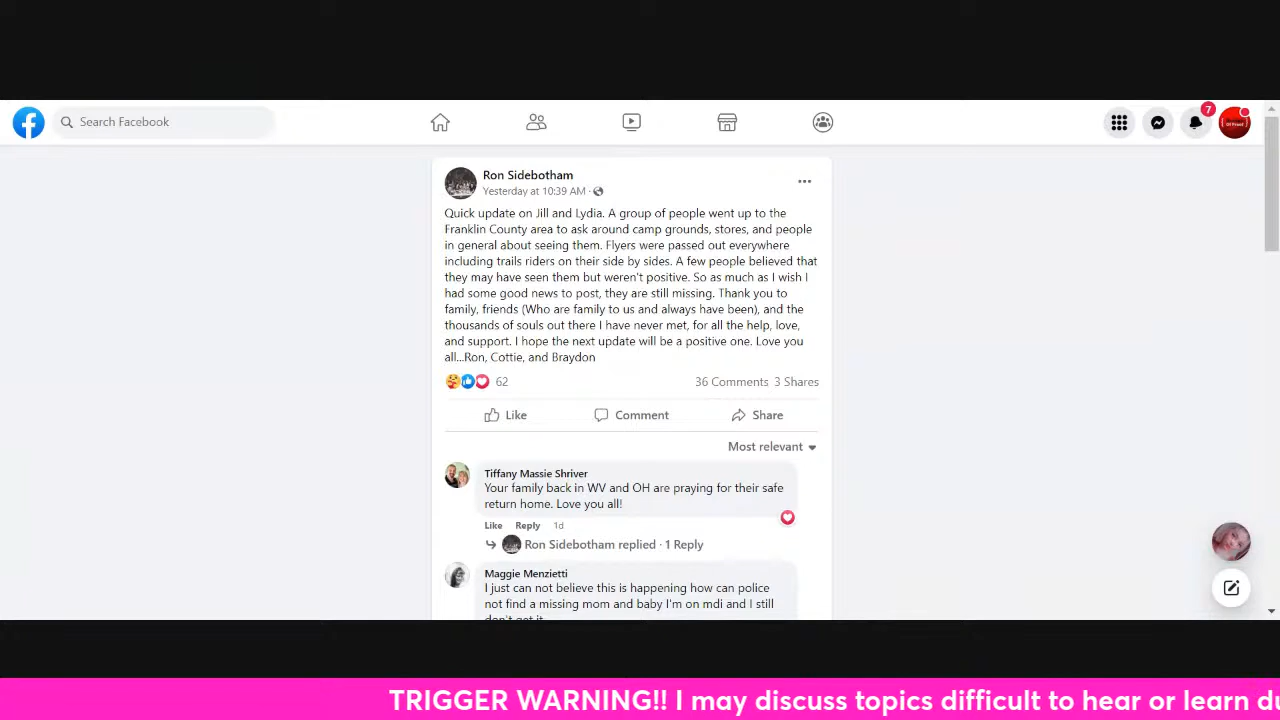 Search Facebook
7
Ron Sidebotham
Yesterday at 10:39 AM ·
Quick update on Jill and Lydia. A group of people went up to the
Franklin County area to ask around camp grounds, stores, and people
in general about seeing them. Flyers were passed out everywhere
including trails riders on their side by sides. A few people believed that
they may have seen them but weren't positive. So as much as I wish I
had some good news to post, they are still missing. Thank you to
family, friends (Who are family to us and always have been), and the
thousands of souls out there I have never met, for all the help, love,
and support. I hope the next update will be a positive one. Love you
all...Ron, Cottie, and Braydon
62 36 Comments 3 Shares
Like Comment Share
Most relevant
Tiffany Massie Shriver
Your family back in WV and OH are praying for their safe
return home. Love you all!
Like Reply 1d
Ron Sidebotham replied · 1 Reply
Maggie Menzietti
I just can not believe this is happening how can police
not find a missing mom and baby I'm on mdi and I still
don't get it
TRIGGER WARNING!! I may discuss topics difficult to hear or learn du